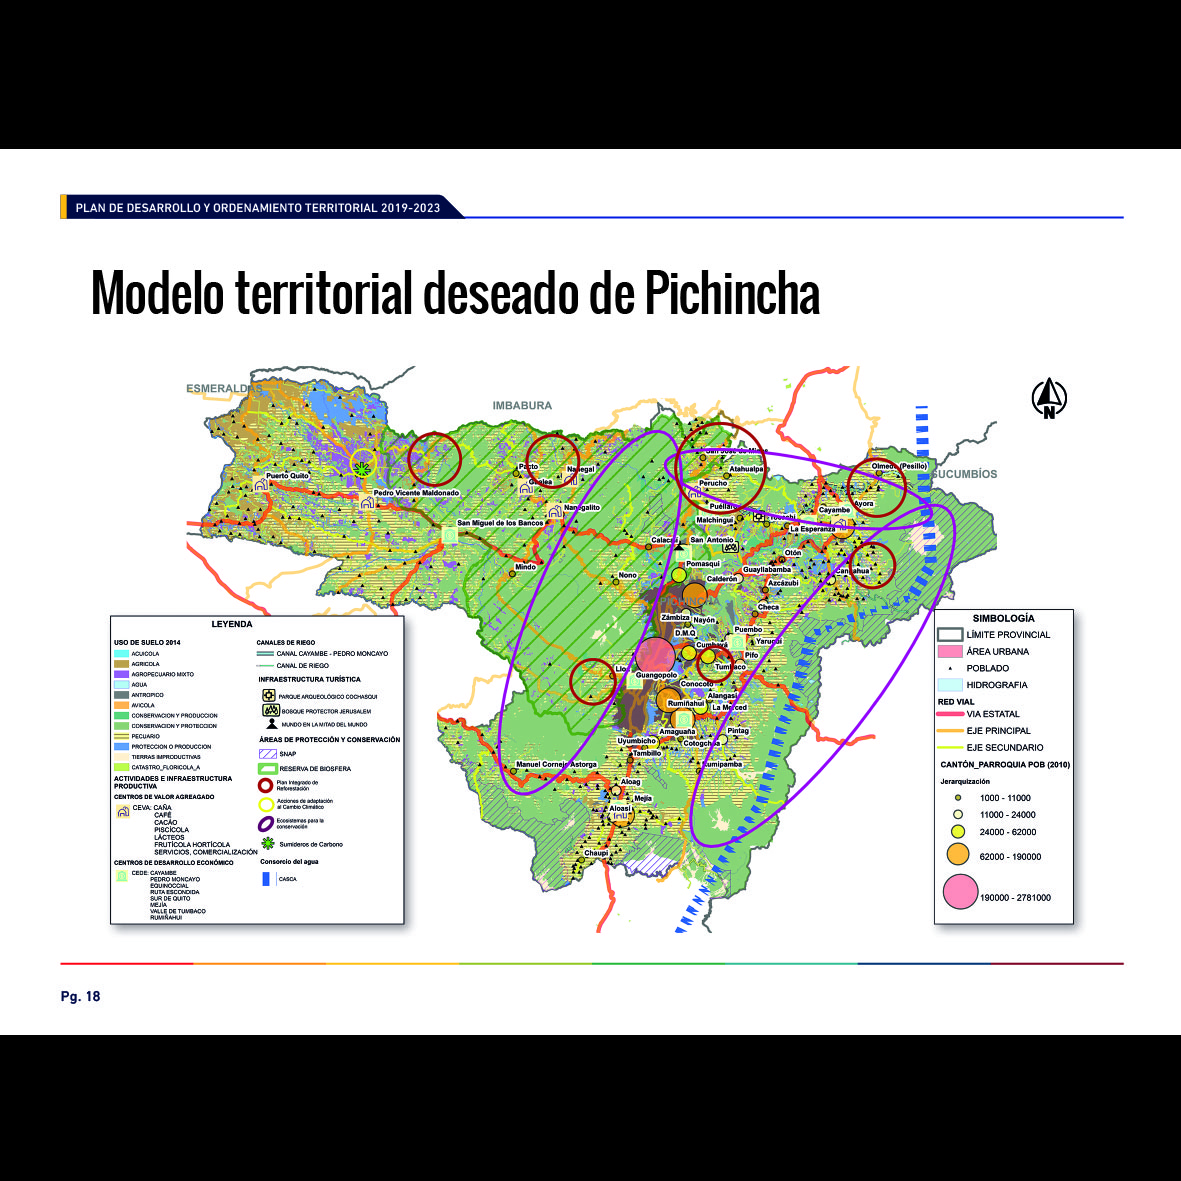 PLAN DE DESARROLLO Y ORDENAMIENTO TERRITORIAL 2019-2023
Modelo territorial deseado de Pichincha
ESMERALDAS
IMBABURA
SUCUMBÍOS
N
Puerto Quito
Pedro Vicente Maldonado
San Miguel de los Bancos
Pacto
Gualea
Nanegal
Nanegalito
Mindo
Nono
Calacalí
Atahualpa
Perucho
Puéllaro
Malchinguí
San Antonio
Pomasqui
Calderón
Guayllabamba
Otón
Azcázubi
Checa
La Esperanza
Cayambe
Ayora
Olmedo (Pesillo)
Cangahua
Zámbiza
Nayón
D.M.Q
Puembo
Yaruquí
Cumbayá
Pifo
Tumbaco
Guangopolo
Conocoto
Alangasí
Rumiñahui
La Merced
Amaguaña
Pintag
Uyumbicho
Cotogchoa
Tambillo
Rumipamba
Manuel Cornejo Astorga
Aloag
Mejía
Aloasí
Chaupi
LEYENDA
USO DE SUELO 2014
ACUICOLA
AGRICOLA
AGROPECUARIO MIXTO
AGUA
ANTROPICO
AVICOLA
CONSERVACION Y PRODUCCION
CONSERVACION Y PROTECCION
PECUARIO
PROTECCION O PRODUCCION
TIERRAS IMPRODUCTIVAS
CATASTRO_FLORICOLA_A
ACTIVIDADES E INFRAESTRUCTURA
PRODUCTIVA
CENTROS DE VALOR AGREAGADO
CEVA: CAÑA
CAFÉ
CACÁO
PISCÍCOLA
LÁCTEOS
FRUTÍCOLA HORTÍCOLA
SERVICIOS, COMERCIALIZACIÓN
CENTROS DE DESARROLLO ECONÓMICO
CEDE: CAYAMBE
PEDRO MONCAYO
EQUINOCCIAL
RUTA ESCONDIDA
SUR DE QUITO
MEJÍA
VALLE DE TUMBACO
RUMIÑAHUI
CANALES DE RIEGO
CANAL CAYAMBE - PEDRO MONCAYO
CANAL DE RIEGO
INFRAESTRUCTURA TURÍSTICA
PARQUE ARQUEOLÓGICO COCHASQUI
BOSQUE PROTECTOR JERUSALEM
MUNDO EN LA MITAD DEL MUNDO
ÁREAS DE PROTECCIÓN Y CONSERVACIÓN
SNAP
RESERVA DE BIOSFERA
Plan Integrado de
Reforestación
Acciones de adaptación
al Cambio Climático
Ecosistemas para la
conservación
Sumideros de Carbono
Consorcio del agua
CASCA
SIMBOLOGÍA
LÍMITE PROVINCIAL
ÁREA URBANA
POBLADO
HIDROGRAFIA
RED VIAL
VIA ESTATAL
EJE PRINCIPAL
EJE SECUNDARIO
CANTÓN_PARROQUIA POB (2010)
Jerarquización
1000 - 11000
11000 - 24000
24000 - 62000
62000 - 190000
190000 - 2781000
Pg. 18